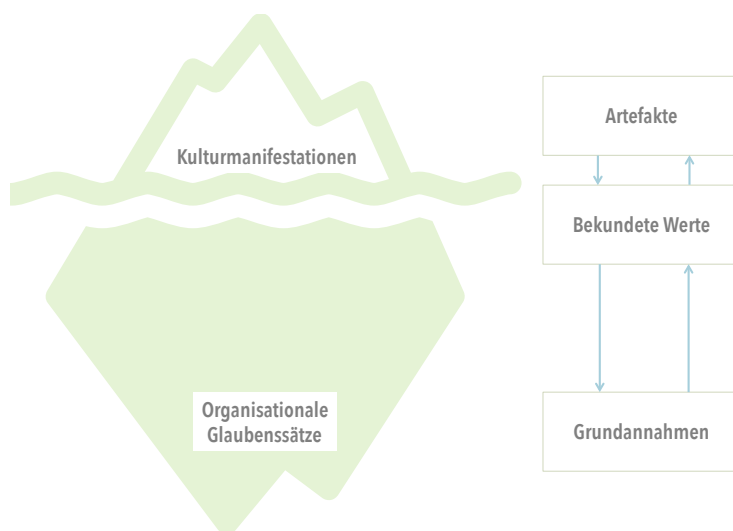 Kulturmanifestationen
Organisationale
Glaubenssätze
Artefakte
Bekundete Werte
Grundannahmen